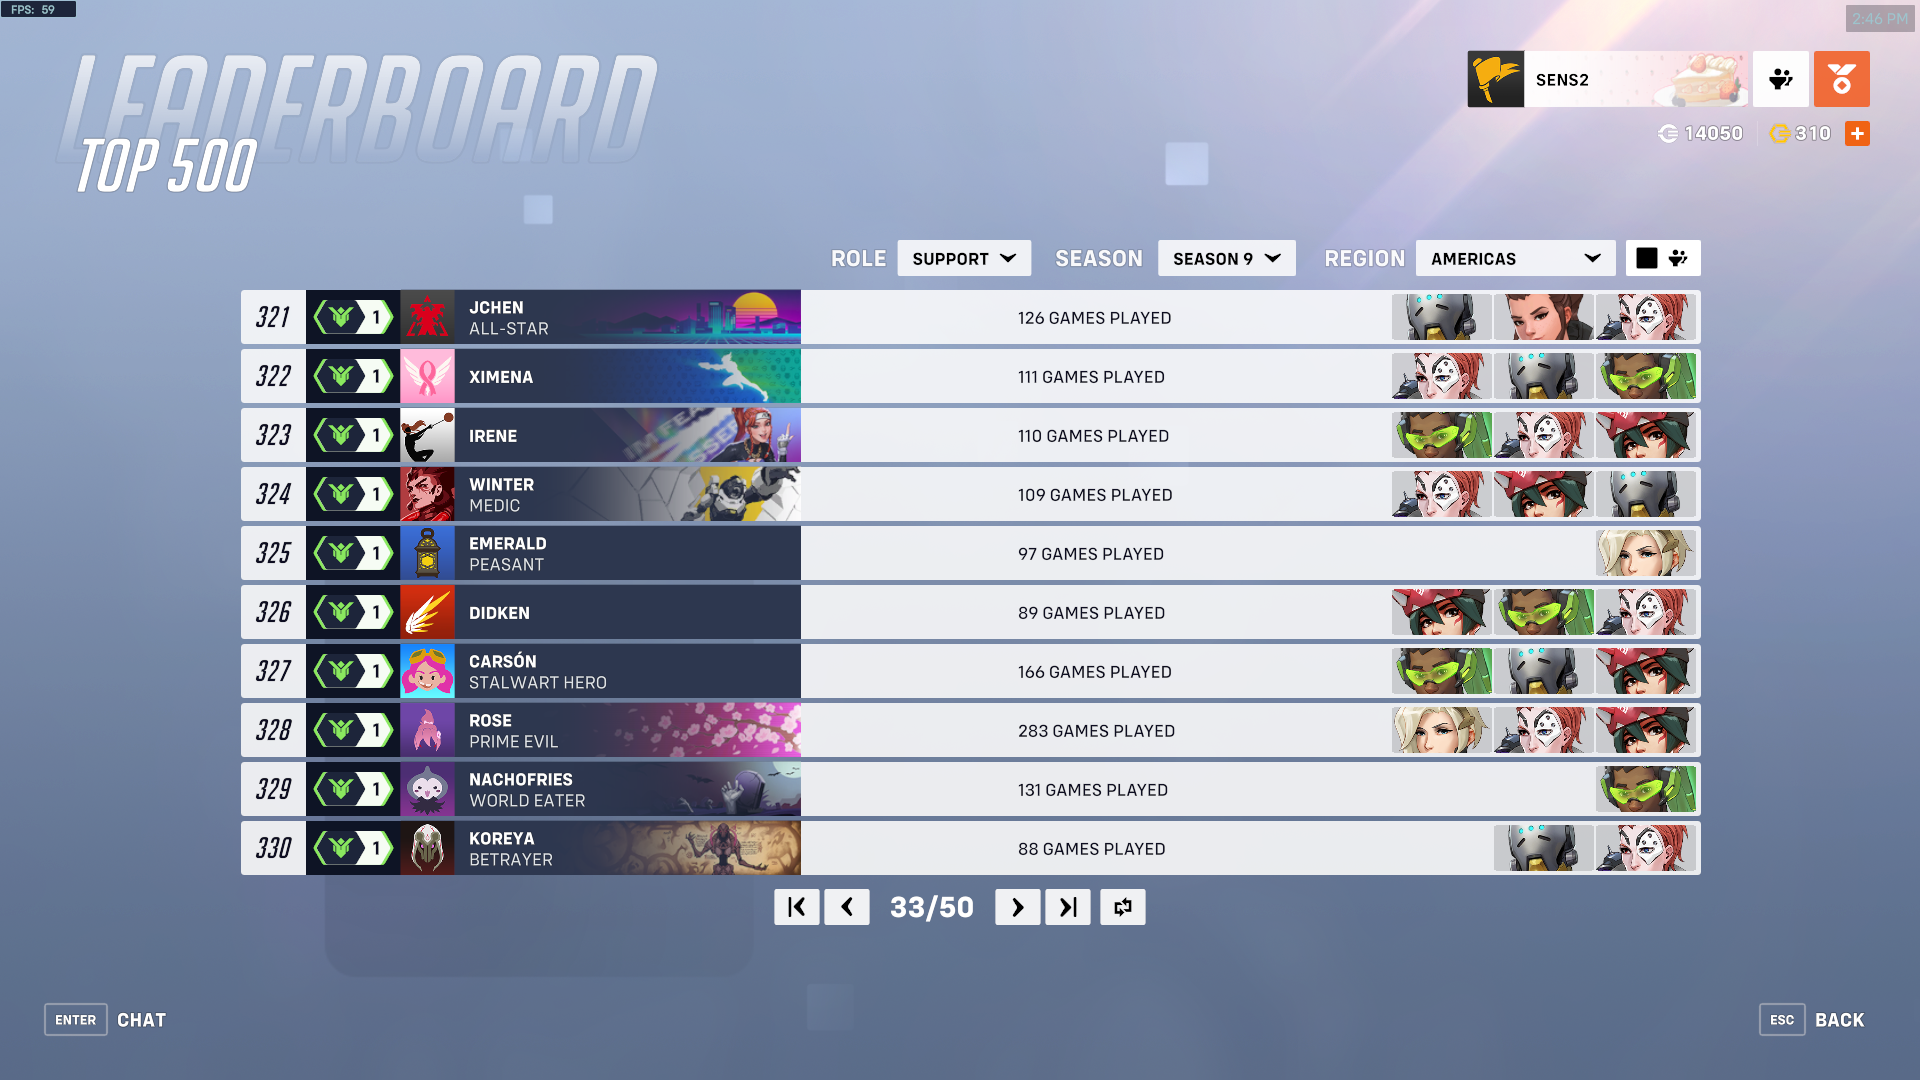 FPS: 59
2:46 PM
LEADERBOARD
TOP 500
SENS2
14050 310
ROLE SUPPORT SEASON SEASON 9 REGION AMERICAS
321 1 JCHEN 126 GAMES PLAYED
ALL-STAR
322 1 XIMENA 111 GAMES PLAYED
323 1 IRENE 110 GAMES PLAYED
324 1 WINTER 109 GAMES PLAYED
MEDIC
325 1 EMERALD 97 GAMES PLAYED
PEASANT
326 1 DIDKEN 89 GAMES PLAYED
327 1 CARSÓN 166 GAMES PLAYED
STALWART HERO
328 1 ROSE 283 GAMES PLAYED
PRIME EVIL
329 1 NACHOFRIES 131 GAMES PLAYED
WORLD EATER
330 1 KOREYA 88 GAMES PLAYED
BETRAYER
33/50
ENTER CHAT
ESC BACK